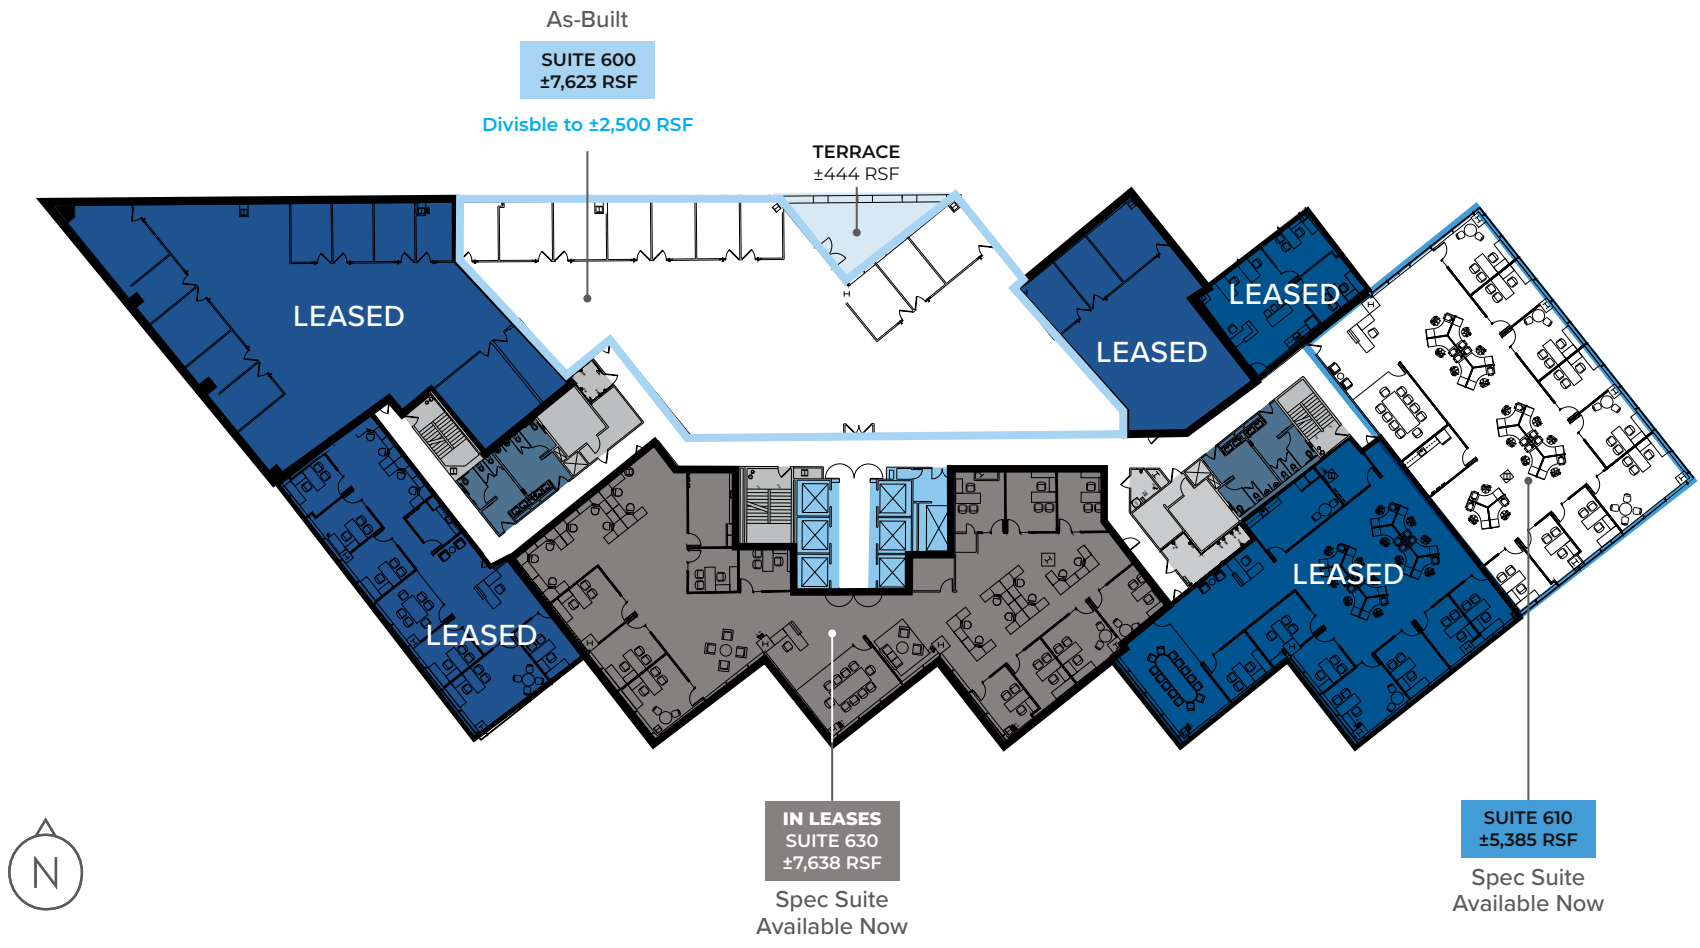 As-Built
SUITE 600
±7,623 RSF
Divisble to ±2,500 RSF
TERRACE
±444 RSF
LEASED
LEASED
LEASED
LEASED
LEASED
IN LEASES
SUITE 630
±7,638 RSF
Spec Suite
Available Now
SUITE 610
±5,385 RSF
Spec Suite
Available Now
N